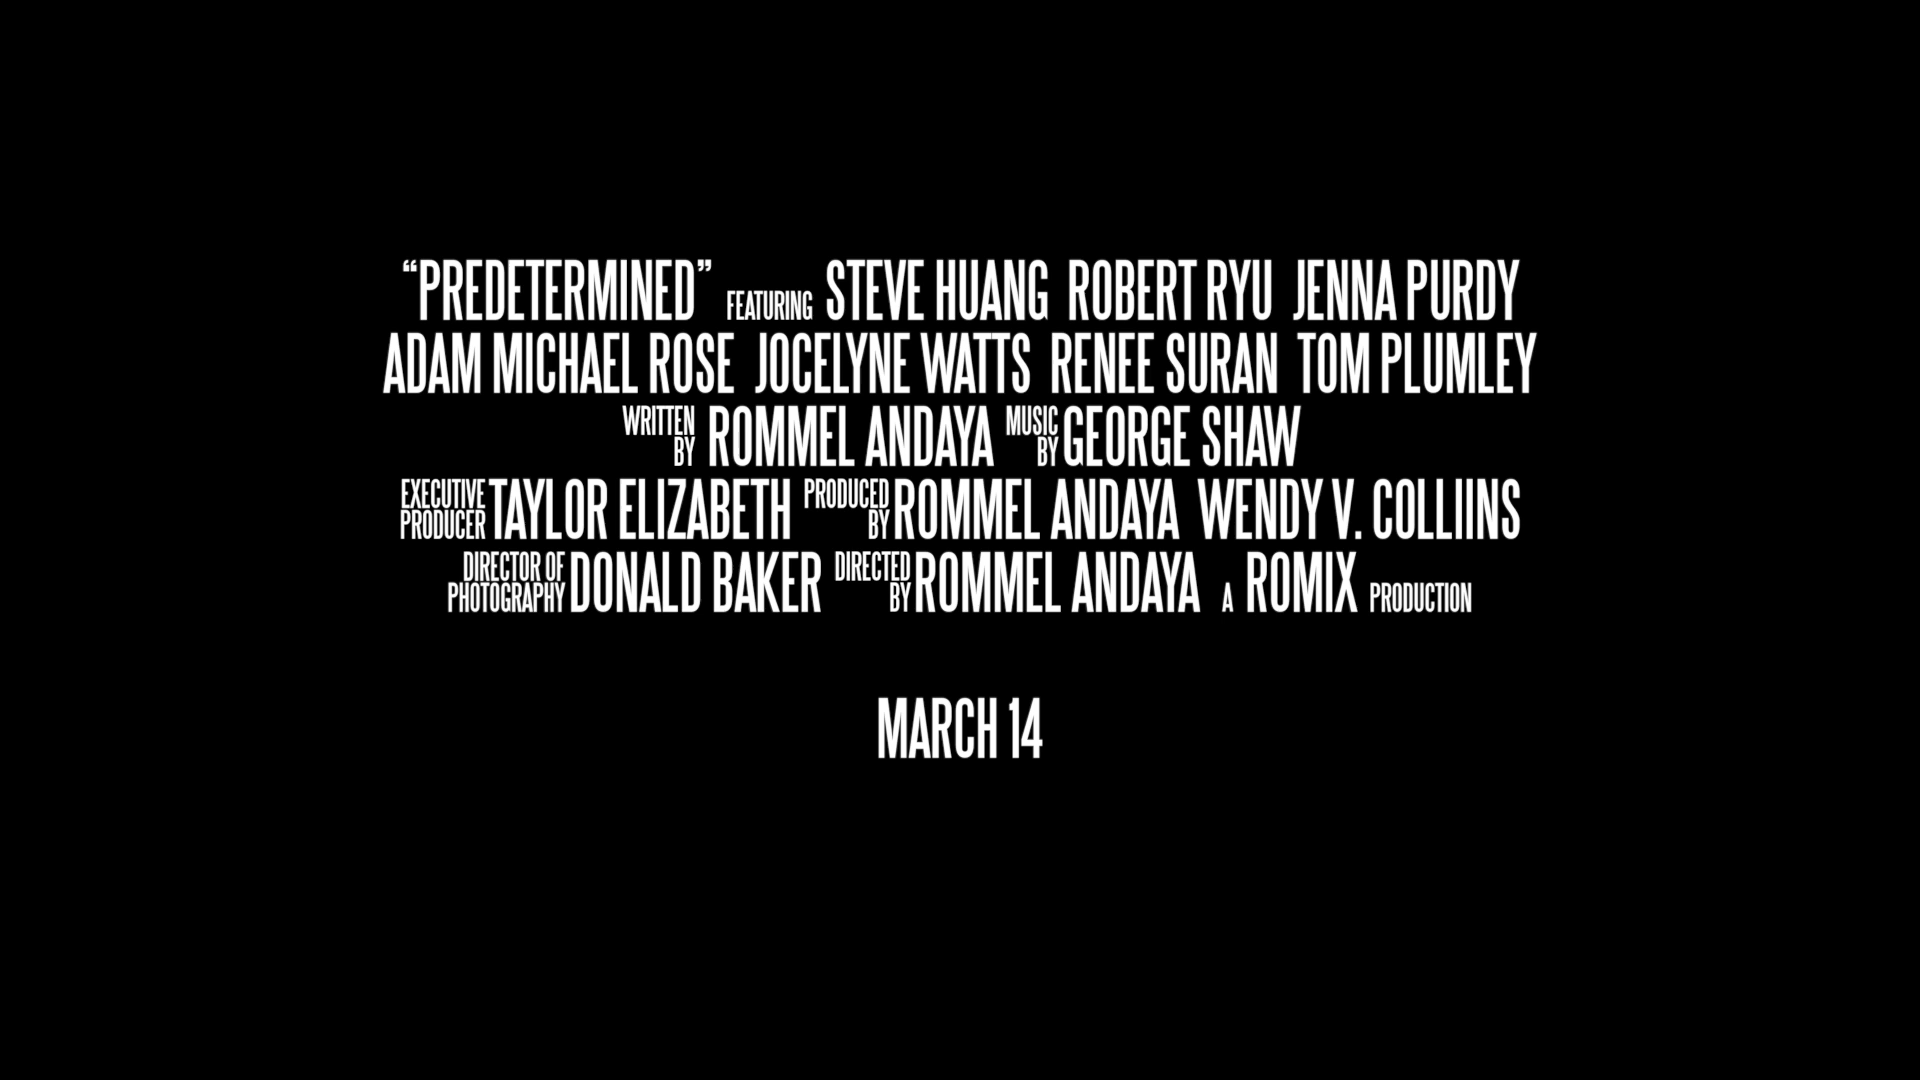 “PREDETERMINED” FEATURING STEVE HUANG ROBERT RYU JENNA PURDY
ADAM MICHAEL ROSE JOCELYNE WATTS RENEE SURAN TOM PLUMLEY
WRITTEN BY ROMMEL ANDAYA MUSIC BY GEORGE SHAW
EXECUTIVE PRODUCER TAYLOR ELIZABETH PRODUCED BY ROMMEL ANDAYA WENDY V. COLLIINS
DIRECTOR OF PHOTOGRAPHY DONALD BAKER DIRECTED BY ROMMEL ANDAYA A ROMIX PRODUCTION
MARCH 14